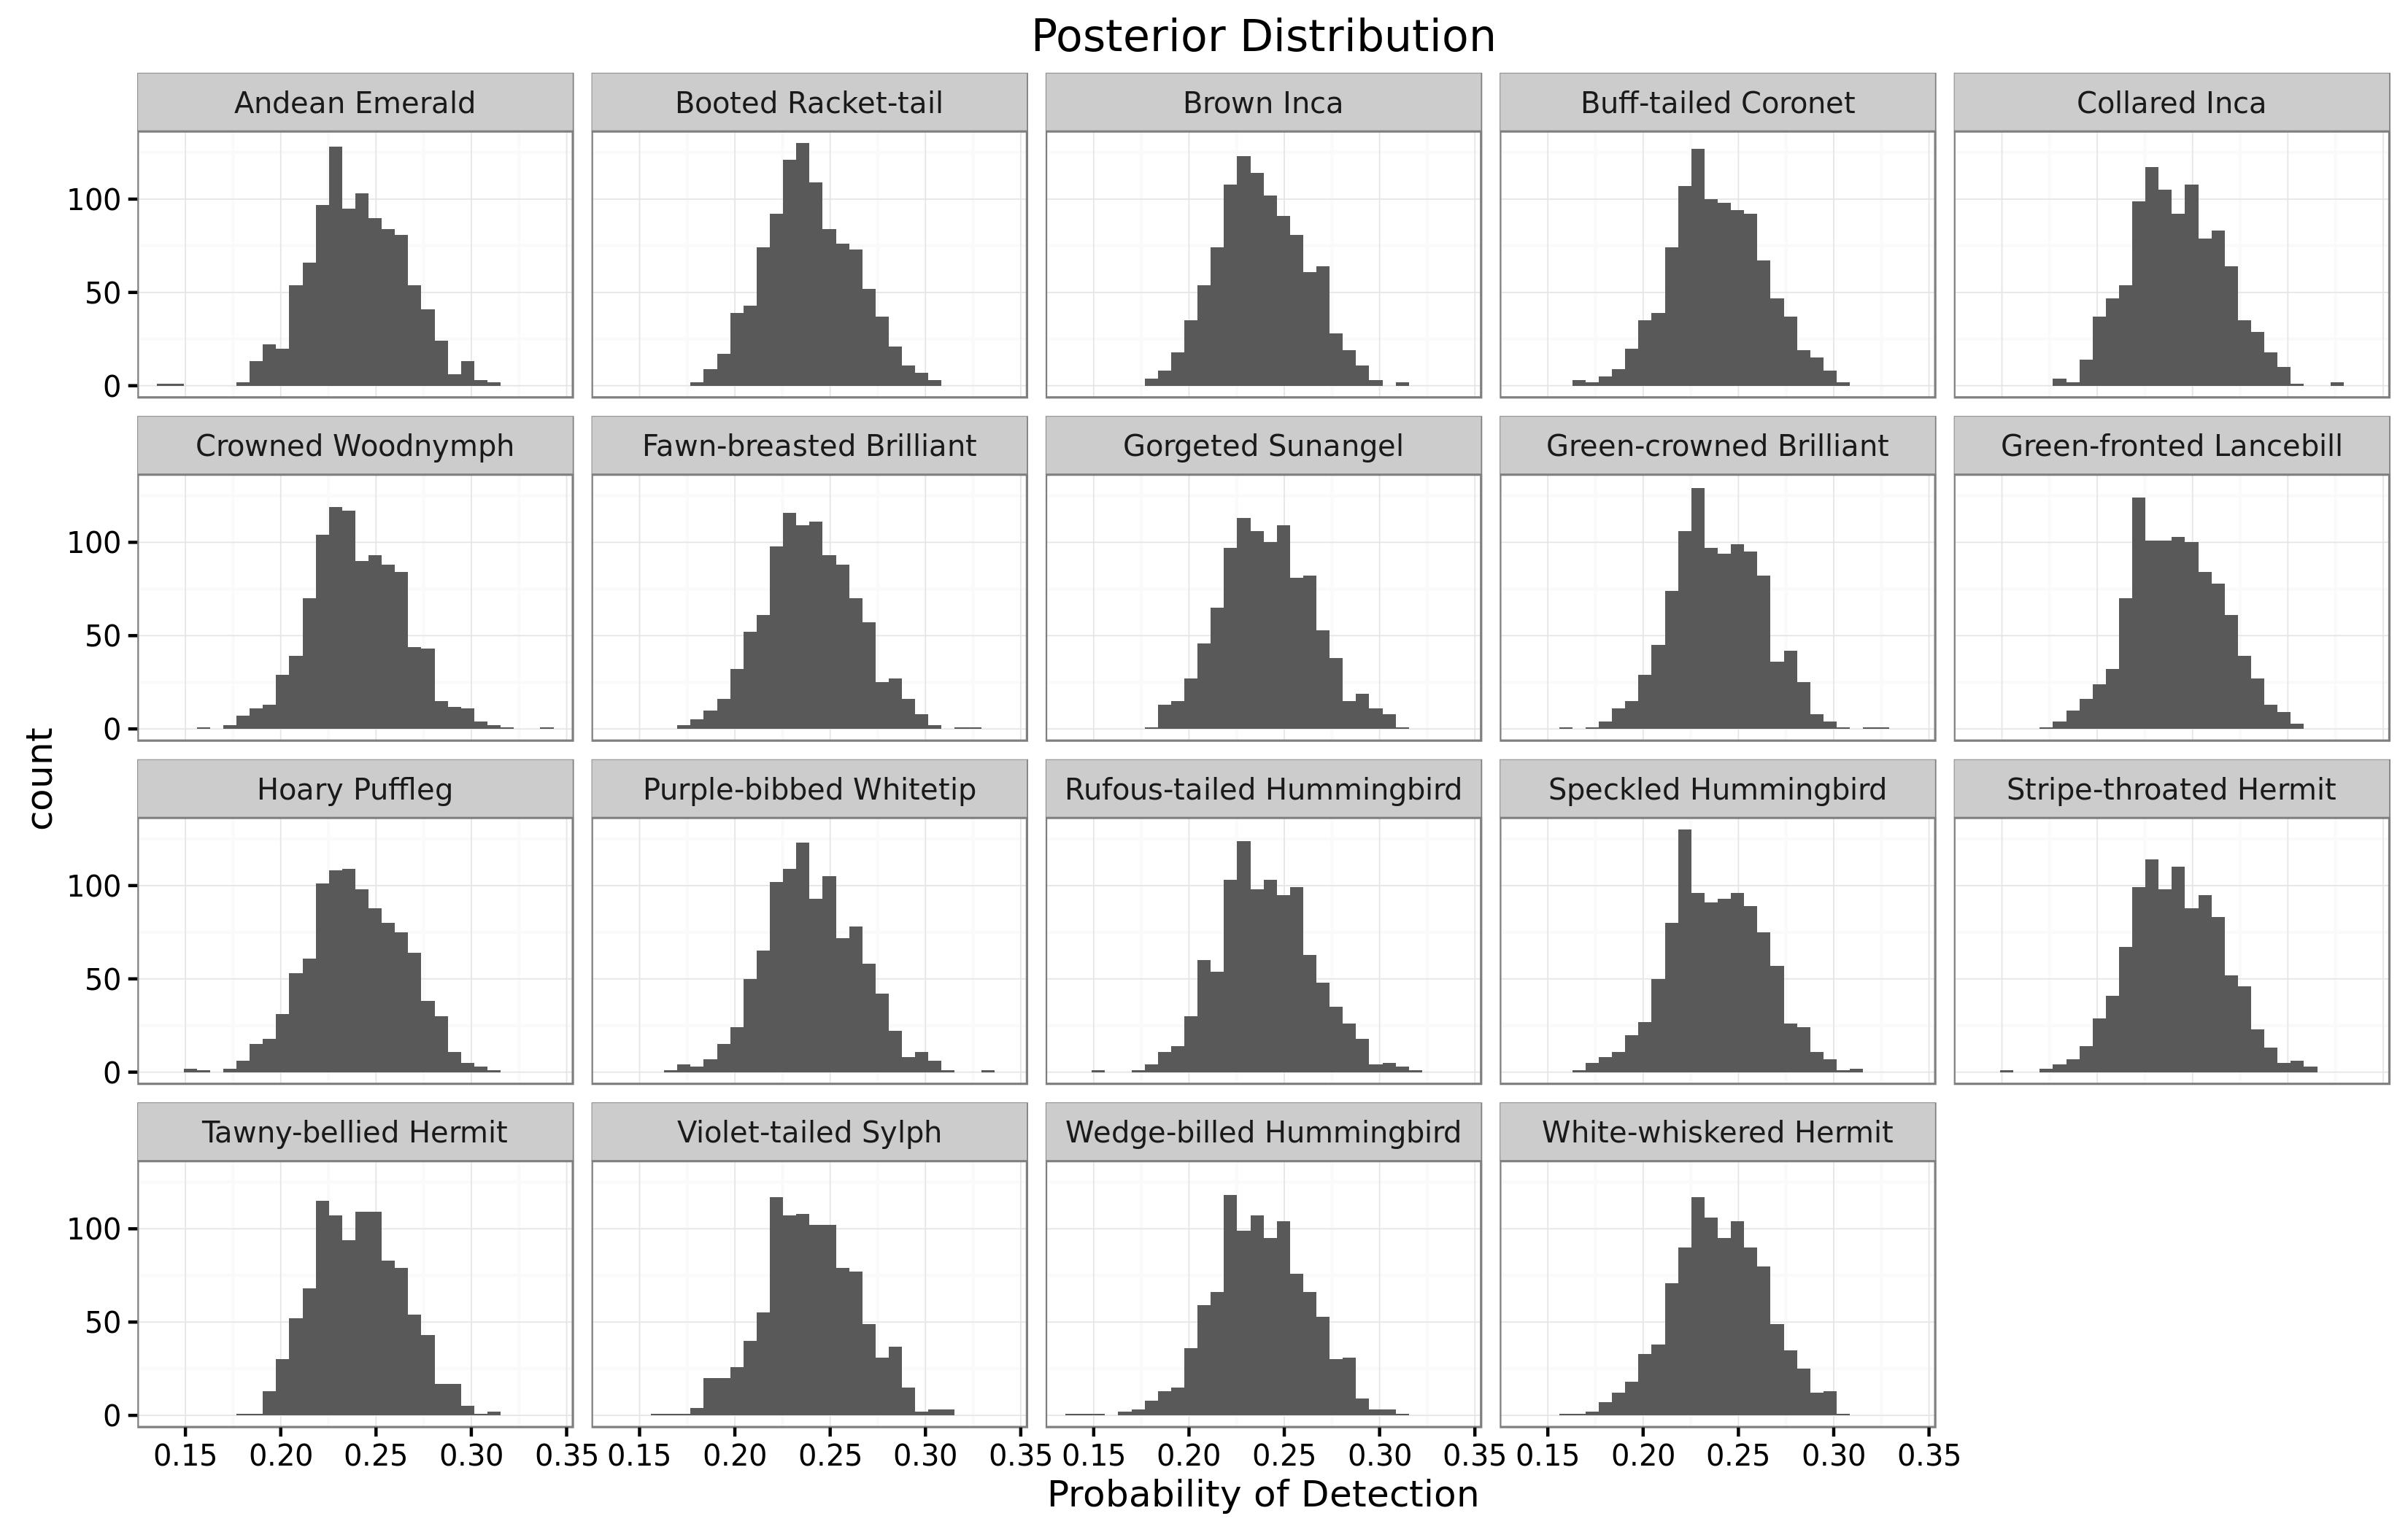 Posterior Distribution
Andean Emerald
Booted Racket-tail
Brown Inca
Buff-tailed Coronet
Collared Inca
100
50
0
Crowned Woodnymph
Fawn-breasted Brilliant
Gorgeted Sunangel
Green-crowned Brilliant
Green-fronted Lancebill
100
50
0
count
Hoary Puffleg
Purple-bibbed Whitetip
Rufous-tailed Hummingbird
Speckled Hummingbird
Stripe-throated Hermit
100
50
0
Tawny-bellied Hermit
Violet-tailed Sylph
Wedge-billed Hummingbird
White-whiskered Hermit
100
50
0
0.15 0.20 0.25 0.30 0.35 0.15 0.20 0.25 0.30 0.35 0.15 0.20 0.25 0.30 0.35 0.15 0.20 0.25 0.30 0.35
Probability of Detection